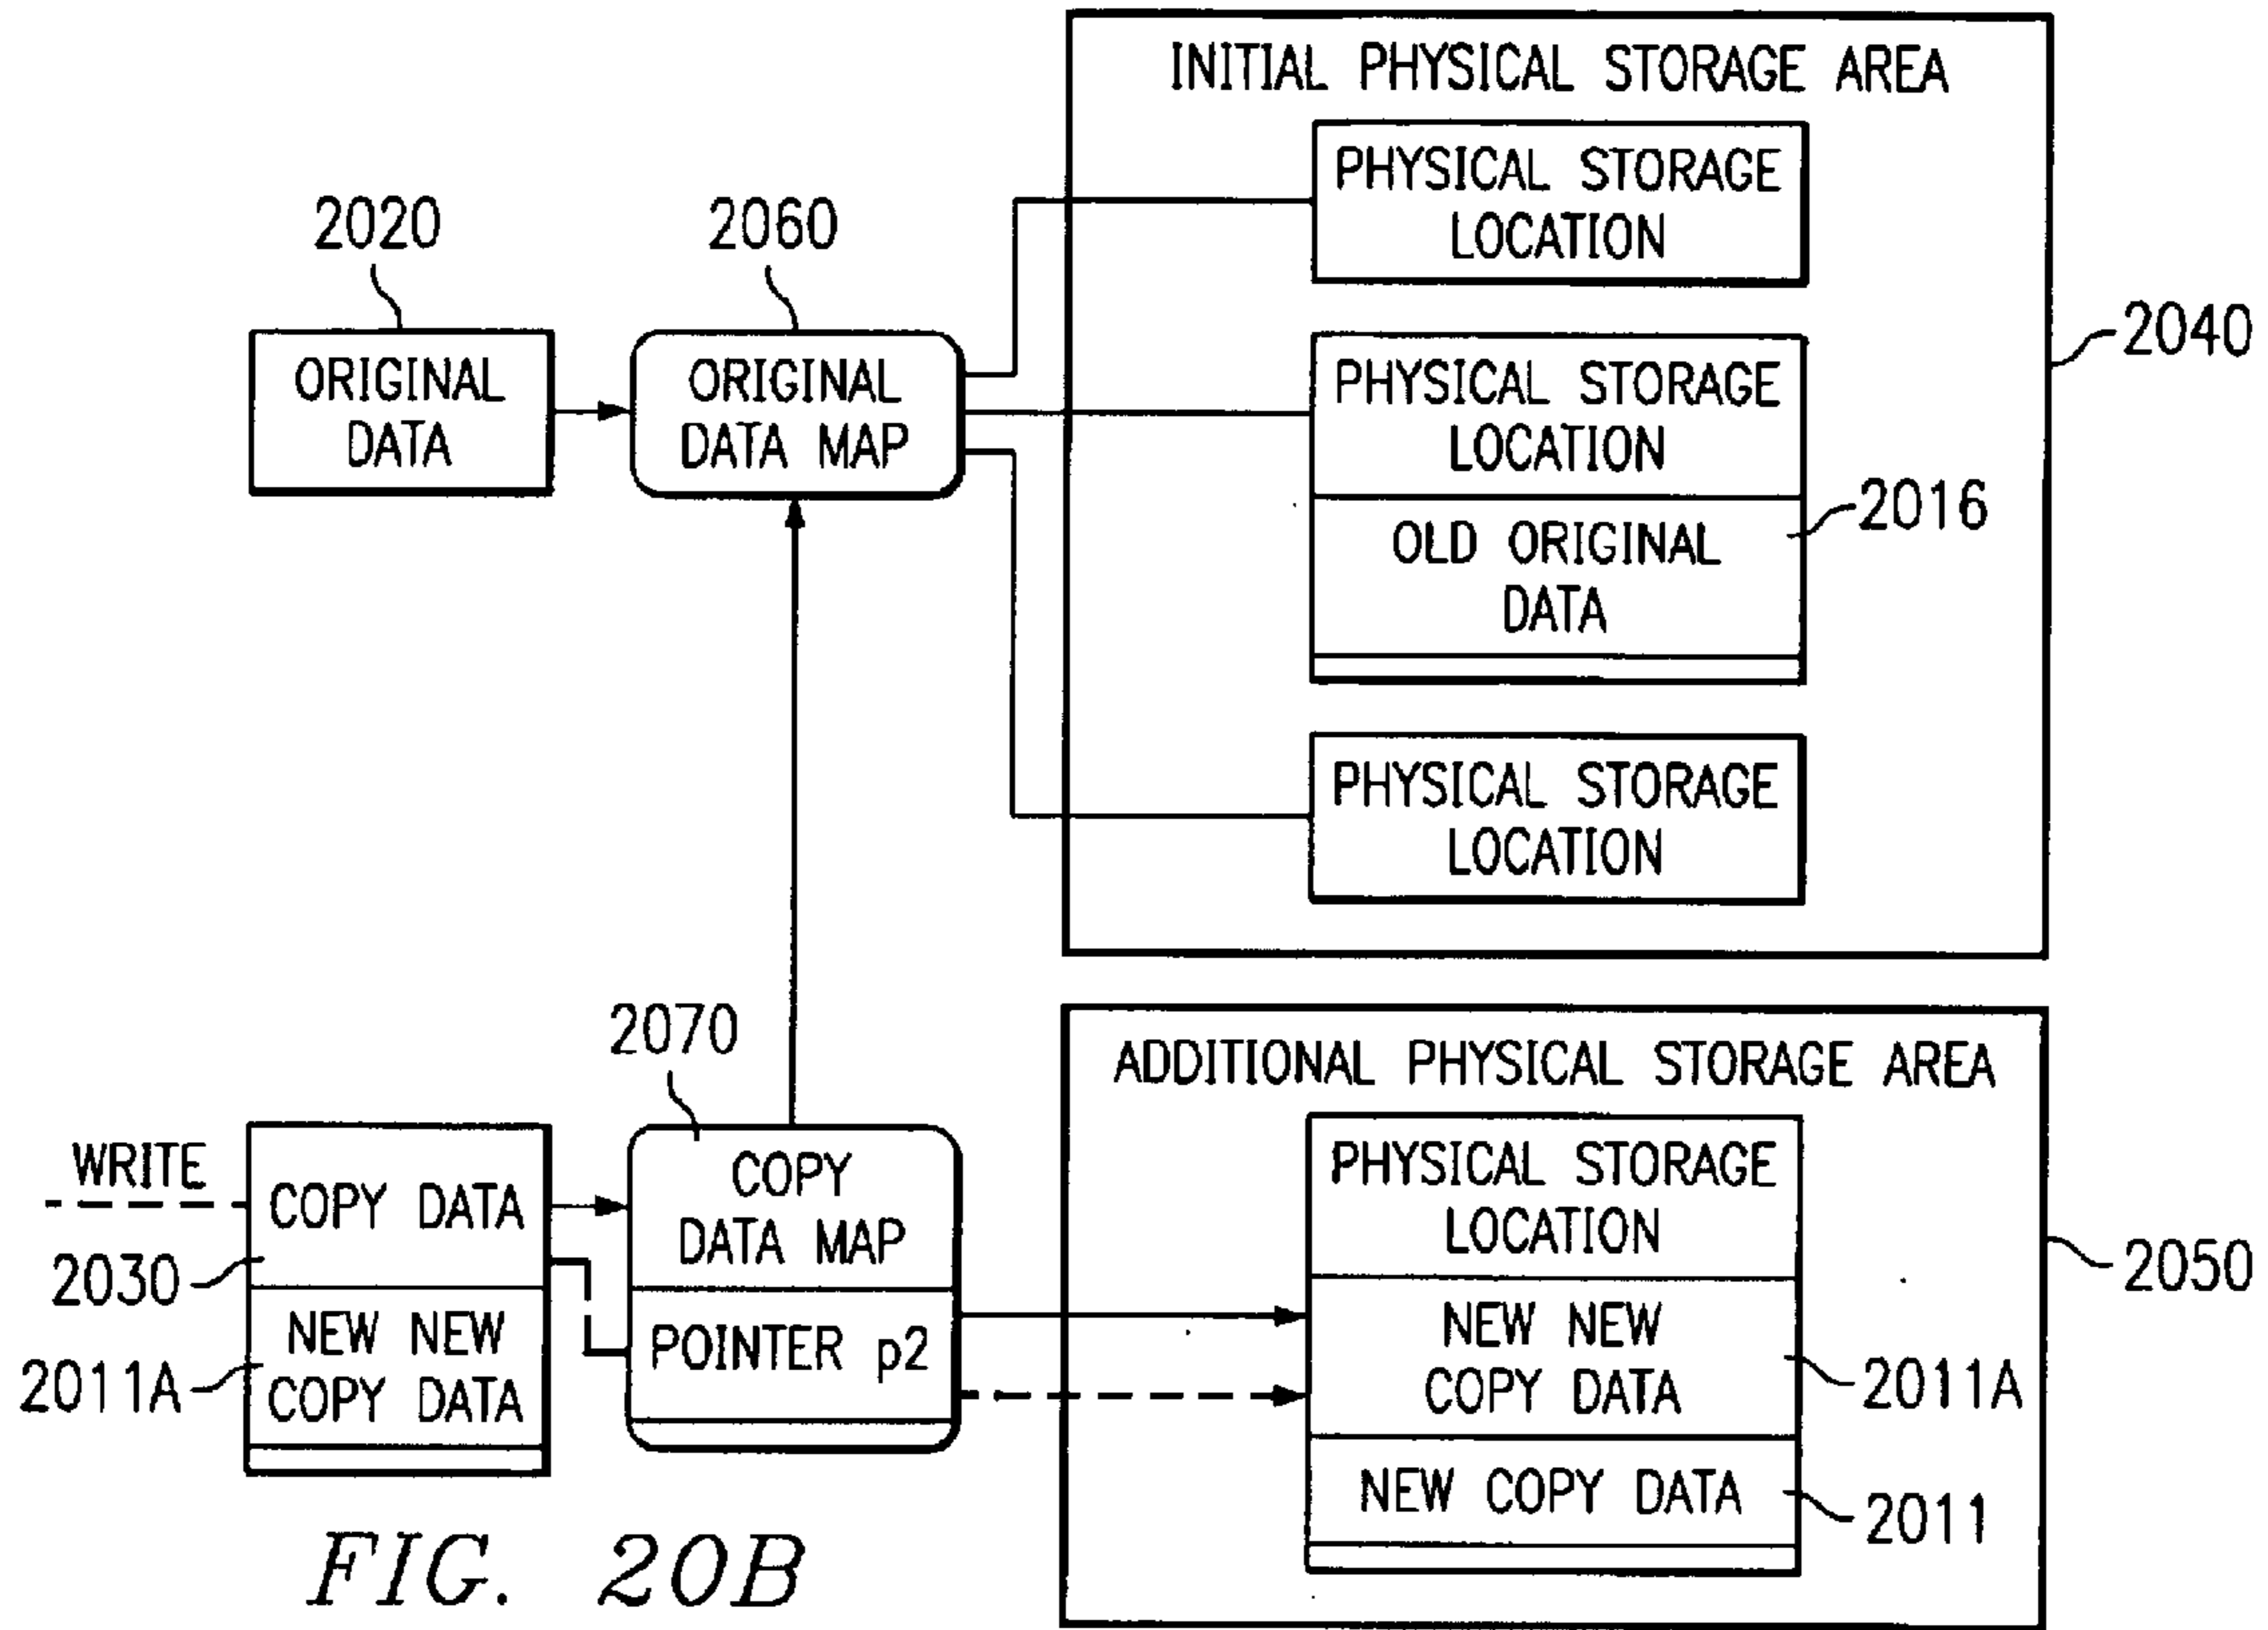 INITIAL PHYSICAL STORAGE AREA
PHYSICAL STORAGE
LOCATION
2020
2060
2040
ORIGINAL
DATA
ORIGINAL
DATA MAP
PHYSICAL STORAGE
LOCATION
2016
OLD ORIGINAL
DATA
PHYSICAL STORAGE
LOCATION
2070
ADDITIONAL PHYSICAL STORAGE AREA
WRITE
COPY DATA
2030
NEW NEW
COPY DATA
2011A
COPY
DATA MAP
POINTER p2
PHYSICAL STORAGE
LOCATION
2050
NEW NEW
COPY DATA
2011A
NEW COPY DATA
2011
FIG. 20B